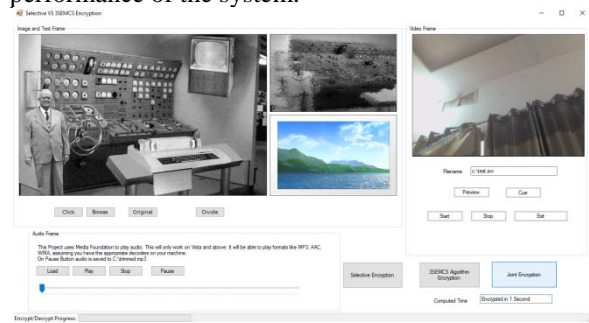 performance of the system.
Selective VS 3SEMCS Encryption
Image and Text Frame
Video Frame
Filename:
c:\test.avi
Preview
Cue
Start
Stop
Exit
Click
Browse
Original
Divide
Audio Frame
This Project uses Media Foundation to play audio. This will only work on Vista and above. It will be able to play formats like MP3, AAC,
WMA, assuming you have the appropriate decoders on your machine.
On Pause Button audio is saved to C:\trimmed.mp3
Load
Play
Stop
Pause
Selective Encryption
3SEMCS Algorithm
Encryption
Joint Encryption
Computed Time
Encrypted in 1 Second
Encrypt/Decrypt Progress: